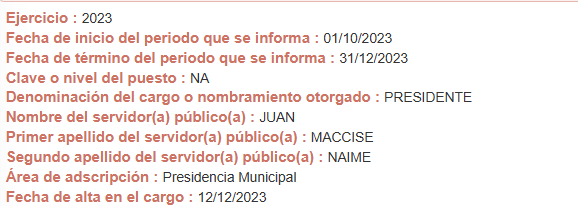 Ejercicio : 2023
Fecha de inicio del periodo que se informa : 01/10/2023
Fecha de término del periodo que se informa : 31/12/2023
Clave o nivel del puesto : NA
Denominación del cargo o nombramiento otorgado : PRESIDENTE
Nombre del servidor(a) público(a) : JUAN
Primer apellido del servidor(a) público(a) : MACCISE
Segundo apellido del servidor(a) público(a) : NAIME
Área de adscripción : Presidencia Municipal
Fecha de alta en el cargo : 12/12/2023